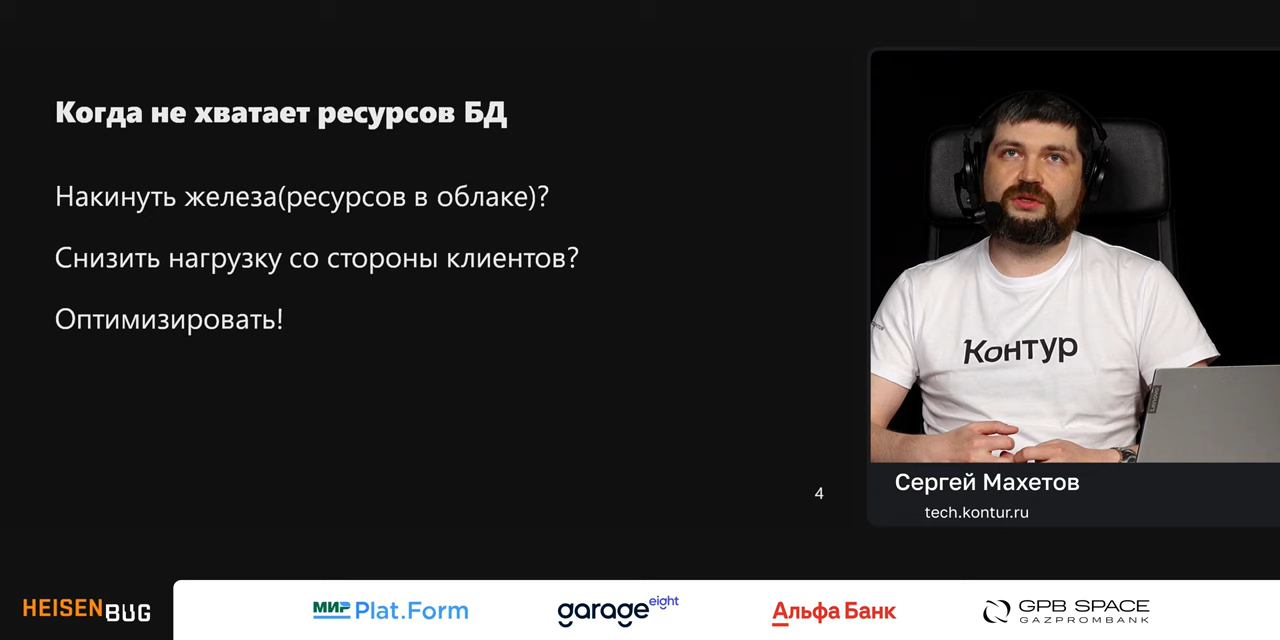 Когда не хватает ресурсов БД
Накинуть железа(ресурсов в облаке)?
Снизить нагрузку со стороны клиентов?
Оптимизировать!
4
Контур
Lenovo
Сергей Махетов
tech.kontur.ru
HEISENBUG
МИР Plat.Form
garage eight
Альфа Банк
GPB SPACE
GAZPROMBANK